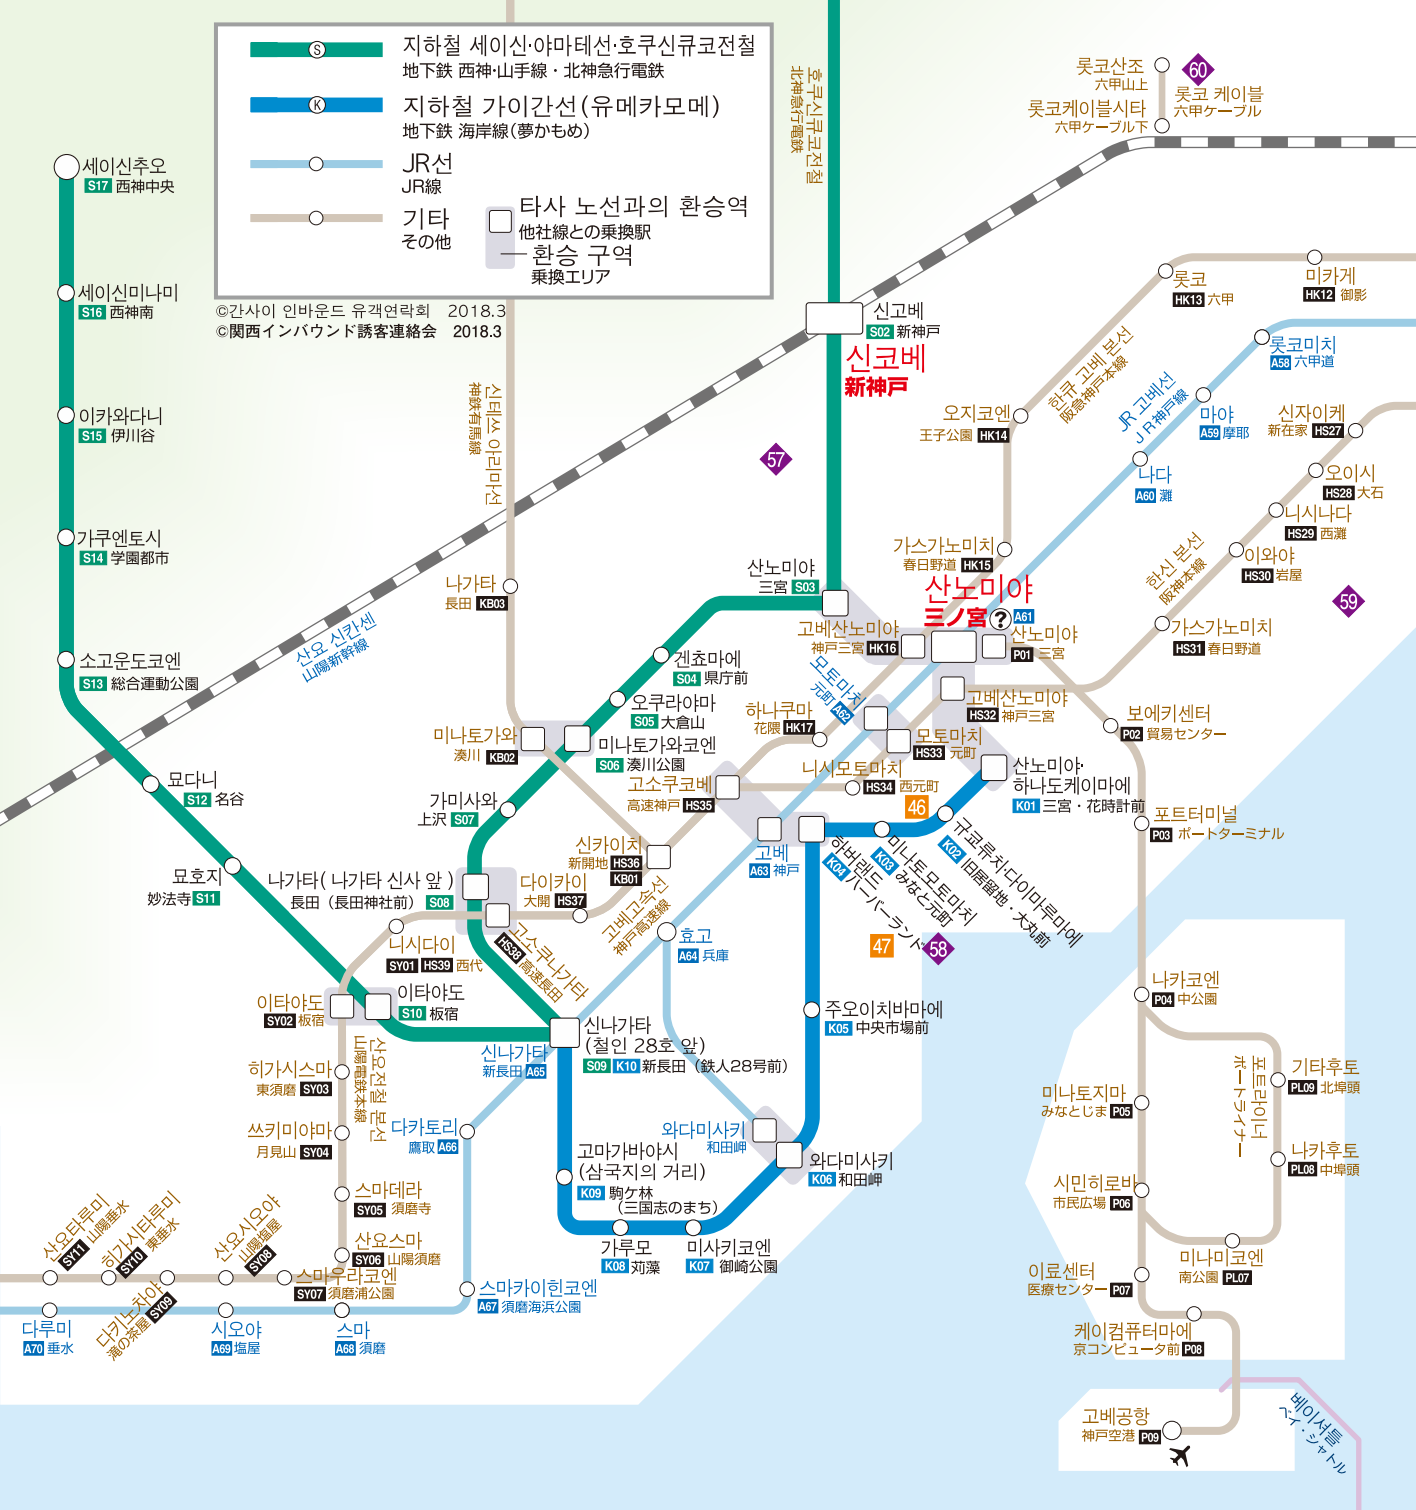 S
지하철 세이신·야마테선·호쿠신큐코전철
地下鉄 西神·山手線・北神急行電鉄
K
지하철 가이간선(유메카모메)
地下鉄 海岸線(夢かもめ)
JR선
JR線
기타
その他
타사 노선과의 환승역
他社線との乗換駅
환승 구역
乗換エリア
©간사이 인바운드 유객연락회 2018.3
©関西インバウンド誘客連絡会 2018.3
호쿠신큐코전철
北神急行電鉄
롯코산조
六甲山上
60
롯코 케이블
六甲ケーブル
롯코케이블시타
六甲ケーブル下
세이신추오
S17 西神中央
세이신미나미
S16 西神南
이카와다니
S15 伊川谷
가쿠엔토시
S14 学園都市
소고운도코엔
S13 総合運動公園
묘다니
S12 名谷
묘호지
妙法寺 S11
이타야도
S10 板宿
이타야도
SY02 板宿
신고베
S02 新神戸
신코베
新神戸
롯코
HK13 六甲
미카게
HK12 御影
롯코미치
A58 六甲道
한큐 고베 본선
阪急神戸本線
JR 고베선
JR神戸線
오지코엔
王子公園 HK14
마야
A59 摩耶
신자이케
新在家 HS27
나다
A60 灘
오이시
HS28 大石
니시나다
HS29 西灘
이와야
HS30 岩屋
한신 본선
阪神本線
가스가노미치
HS31 春日野道
59
57
신테쓰 아리마선
神鉄有馬線
산요 신칸센
山陽新幹線
나가타
長田 KB03
가스가노미치
春日野道 HK15
산노미야
三宮 S03
산노미야
三ノ宮 ? A61
고베산노미야
神戸三宮 HK16
산노미야
P01 三宮
겐쵸마에
S04 県庁前
오쿠라야마
S05 大倉山
미나토가와코엔
S06 湊川公園
미나토가와
湊川 KB02
모토마치
元町 A62
하나쿠마
花隈 HK17
고베산노미야
HS32 神戸三宮
모토마치
HS33 元町
보에키센터
P02 貿易センター
니시모토마치
HS34 西元町
46
산노미야·
하나도케이마에
K01 三宮・花時計前
고소쿠코베
高速神戸 HS35
가미사와
上沢 S07
신카이치
新開地 HS36
KB01
고베
A63 神戸
하버랜드
K04 ハーバーランド
미나토모토마치
K03 みなと元町
규쿄류치·다이마루마에
K02 旧居留地・大丸前
47
58
포트터미널
P03 ポートターミナル
나가타( 나가타 신사 앞 )
長田(長田神社前) S08
다이카이
大開 HS37
고베고속선
神戸高速線
고소쿠나가타
HS38 高速長田
니시다이
SY01 HS39 西代
효고
A64 兵庫
신나가타
(철인 28호 앞)
S09 K10 新長田(鉄人28号前)
신나가타
新長田 A65
주오이치바마에
K05 中央市場前
나카코엔
P04 中公園
산요전철 본선
山陽電鉄本線
히가시스마
東須磨 SY03
쓰키미야마
月見山 SY04
스마데라
SY05 須磨寺
산요스마
SY06 山陽須磨
다카토리
鷹取 A66
와다미사키
和田岬
와다미사키
K06 和田岬
고마가바야시
(삼국지의 거리)
K09 駒ケ林
(三国志のまち)
가루모
K08 苅藻
미사키코엔
K07 御崎公園
미나토지마
みなとじま P05
포트라이너
ポートライナー
기타후토
PL09 北埠頭
나카후토
PL08 中埠頭
시민히로바
市民広場 P06
미나미코엔
南公園 PL07
이료센터
医療センター P07
케이컴퓨터마에
京コンピュータ前 P08
고베공항
神戸空港 P09
베이셔틀
ベイ・シャトル
산요타루미
SY11 山陽垂水
히가시타루미
SY10 東垂水
산요시오야
SY08 山陽塩屋
다키노차야
滝の茶屋 SY09
스마우라코엔
SY07 須磨浦公園
스마카이힌코엔
A67 須磨海浜公園
다루미
A70 垂水
시오야
A69 塩屋
스마
A68 須磨